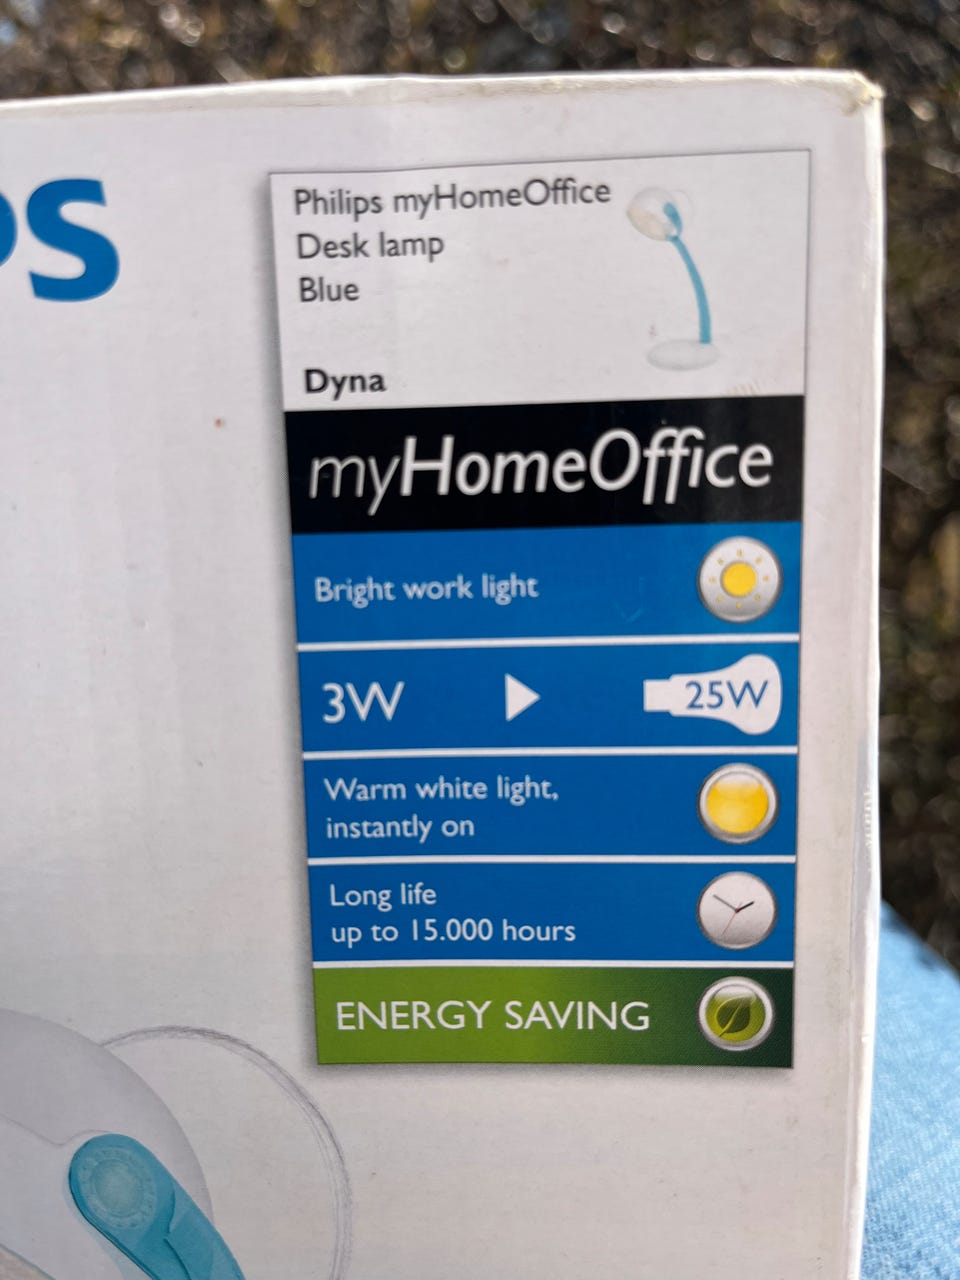 PS
Philips myHomeOffice
Desk lamp
Blue
Dyna
myHomeOffice
Bright work light
3W
25W
Warm white light,
instantly on
Long life
up to 15.000 hours
ENERGY SAVING